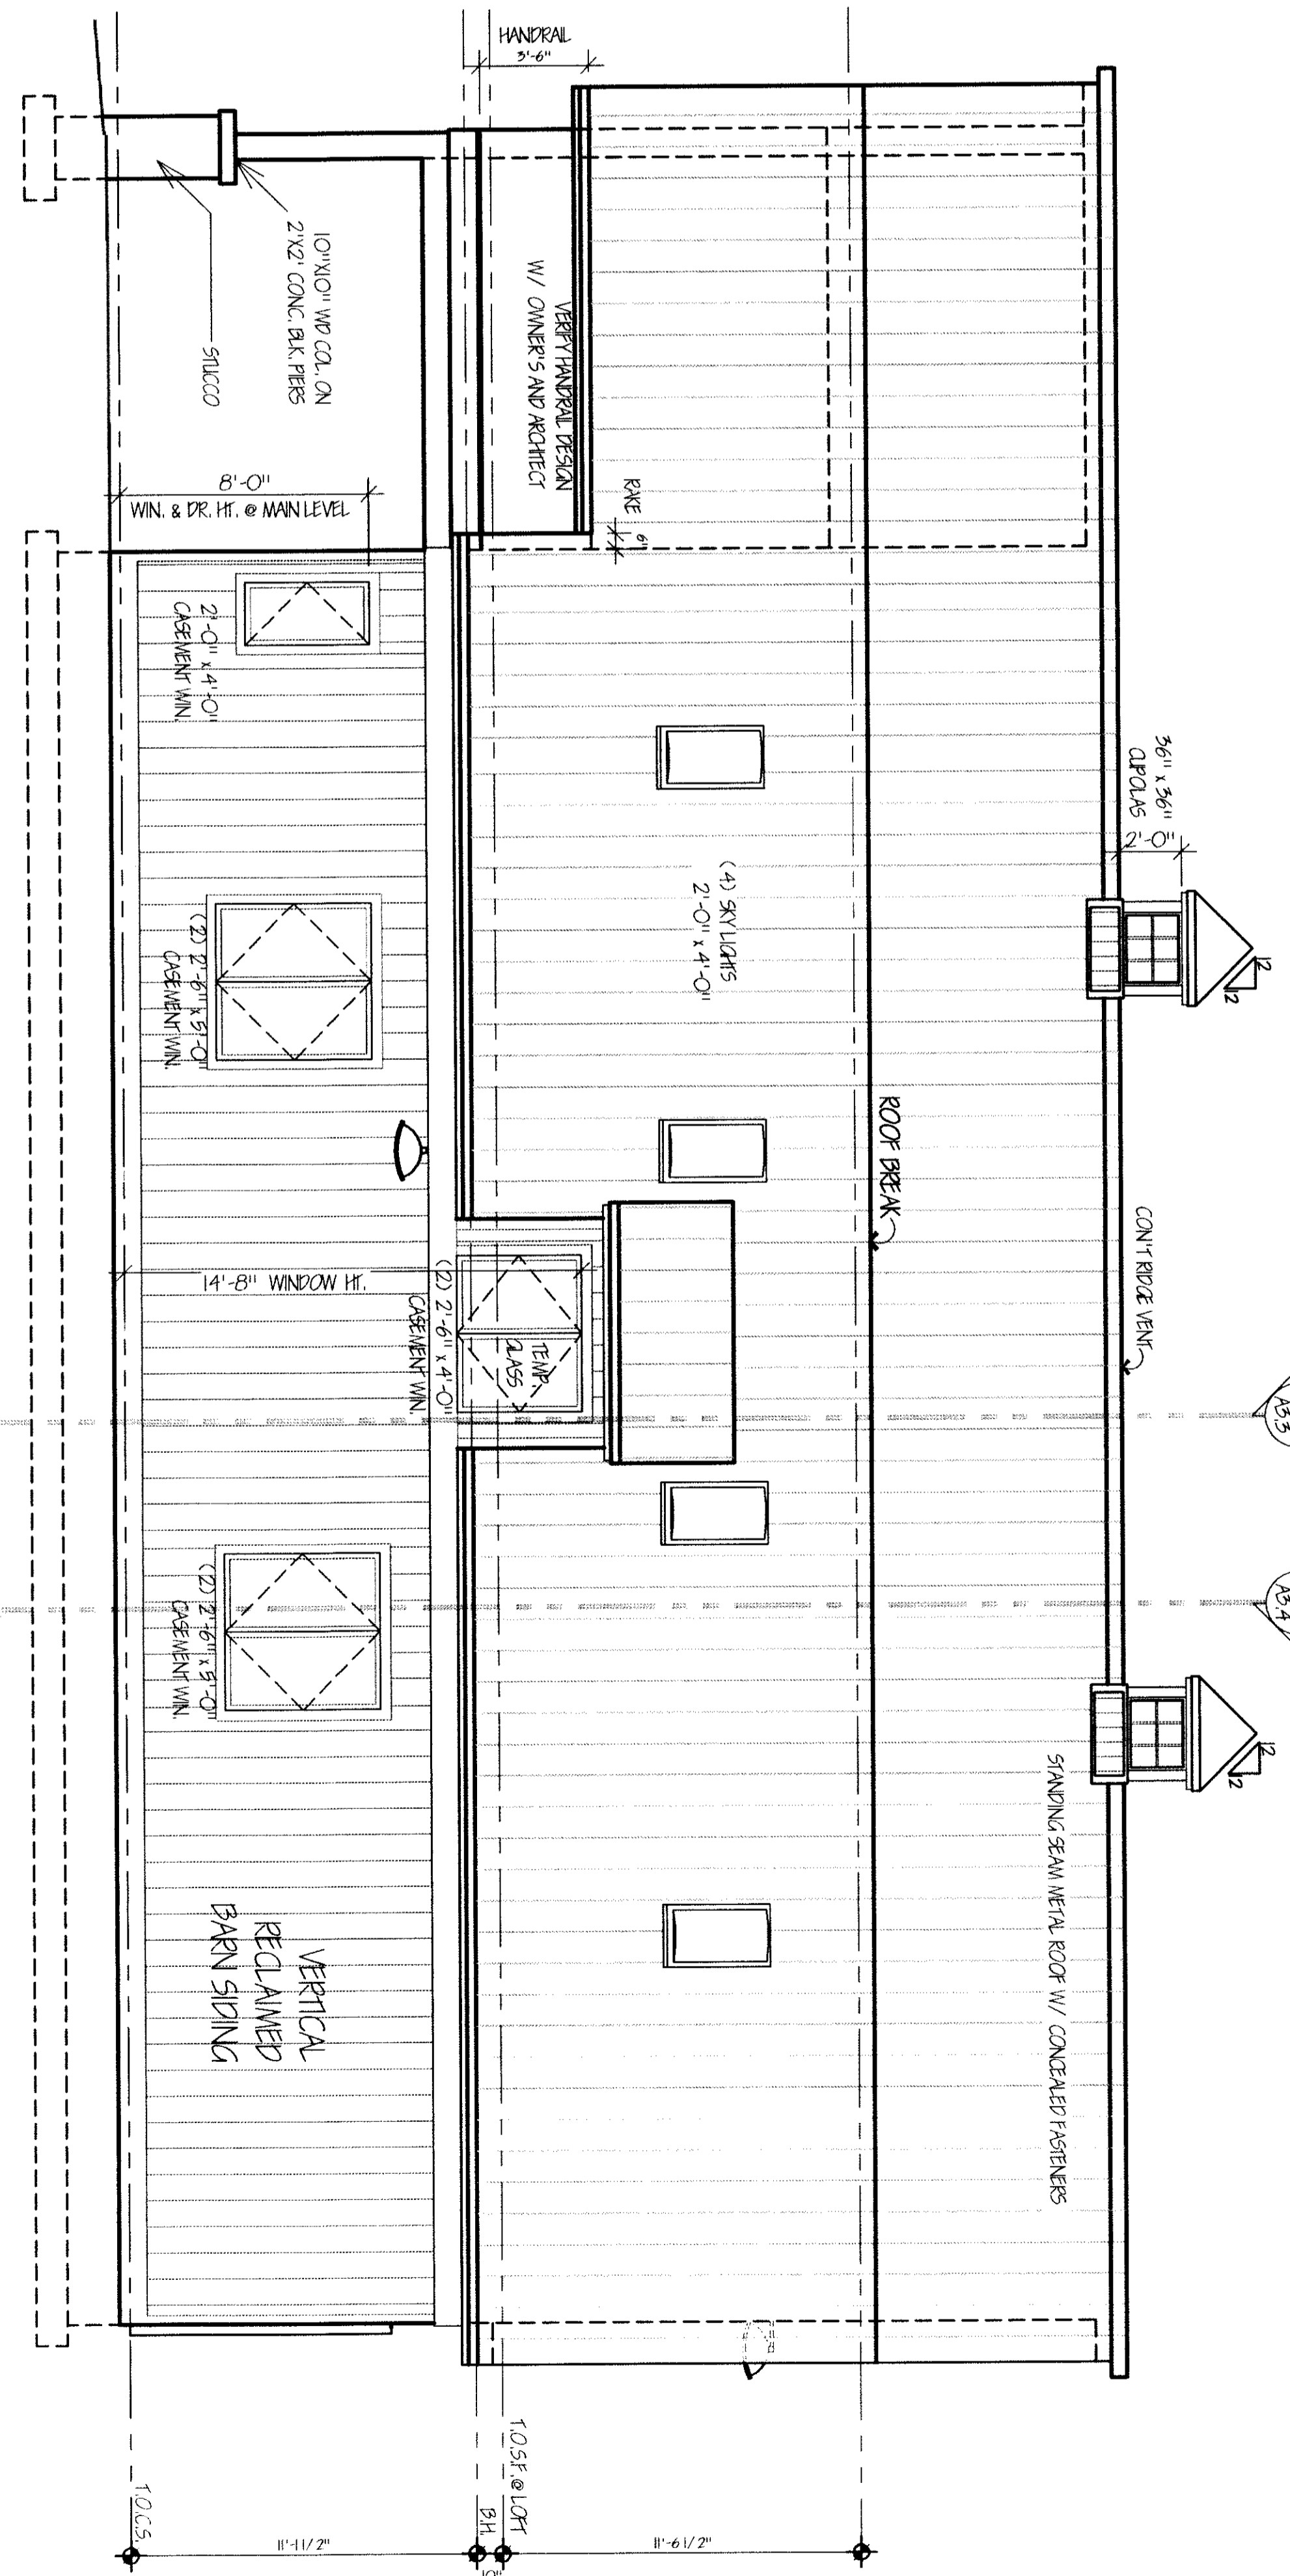 HANDRAIL
3'-6"
10"X10" WD COL. ON
2'X2' CONC. BLK. PIERS
STUCCO
VERIFY HANDRAIL DESIGN
W/ OWNER'S AND ARCHITECT
RAKE
6"
8'-0"
WIN. & DR. HT. @ MAIN LEVEL
2'-0" x 4'-0"
CASEMENT WIN.
36" x 36"
CUPOLAS
2'-0"
12
12
(4) SKYLIGHTS
2'-0" x 4'-0"
(2) 2'-6" x 5'-0"
CASEMENT WIN.
ROOF BREAK
CON'T RIDGE VENT
14'-8" WINDOW HT.
(2) 2'-6" x 4'-0"
CASEMENT WIN.
TEMP.
GLASS
A3.3
A3.4
(2) 2'-6" x 5'-0"
CASEMENT WIN.
12
12
STANDING SEAM METAL ROOF W/ CONCEALED FASTENERS
VERTICAL
RECLAIMED
BARN SIDING
T.O.S.F. @ LOFT
B.H.
T.O.C.S.
11'-1 1/2"
10"
11'-6 1/2"